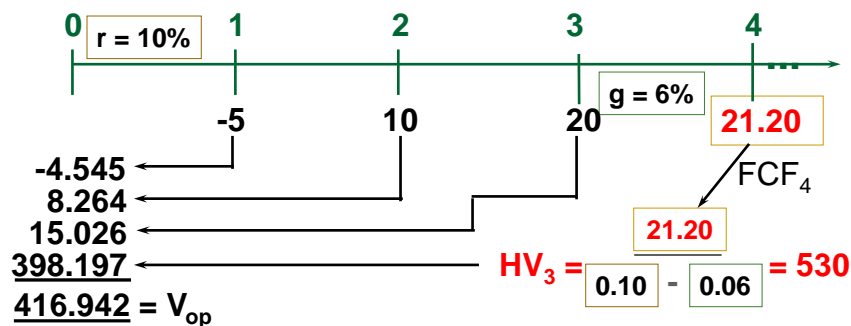 0 r = 10% 1 2 3 4
...
g = 6%
-5 10 20 21.20
-4.545
FCF4
8.264
15.026
21.20
398.197 HV3 = 0.10 - 0.06 = 530
416.942 = Vop